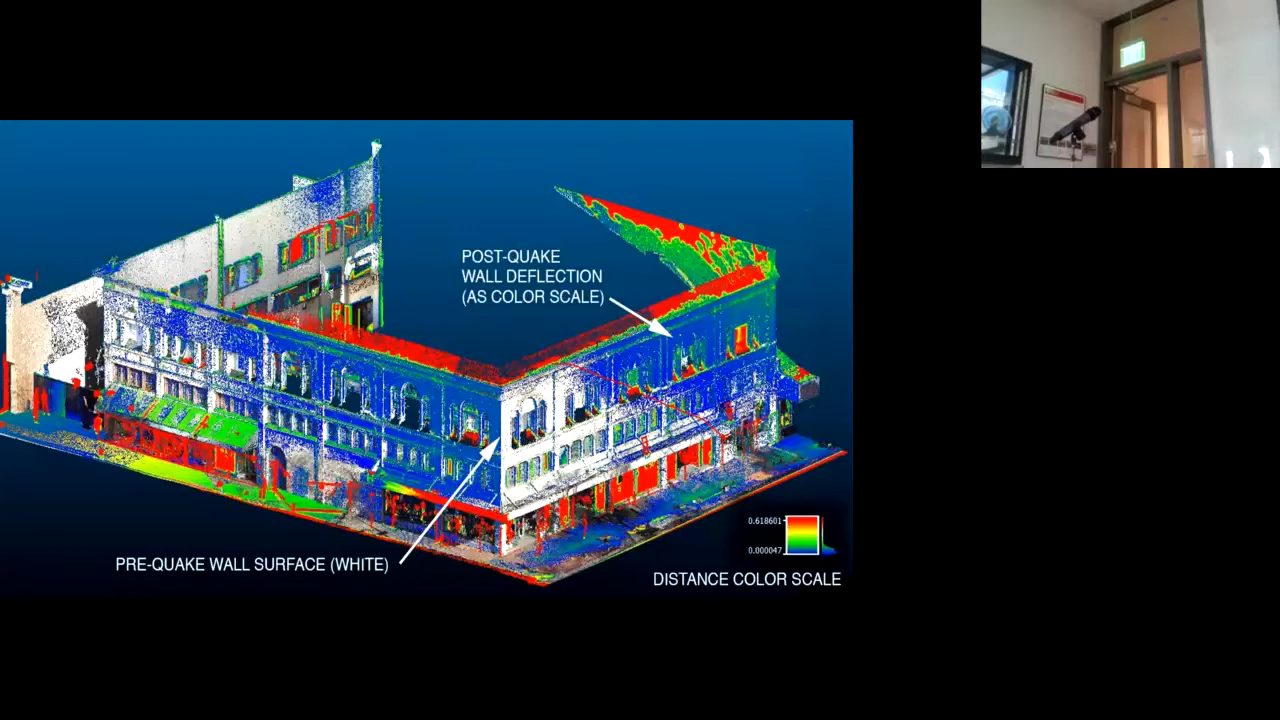 POST-QUAKE
WALL DEFLECTION
(AS COLOR SCALE)
0.618601
0.000047
PRE-QUAKE WALL SURFACE (WHITE)
DISTANCE COLOR SCALE